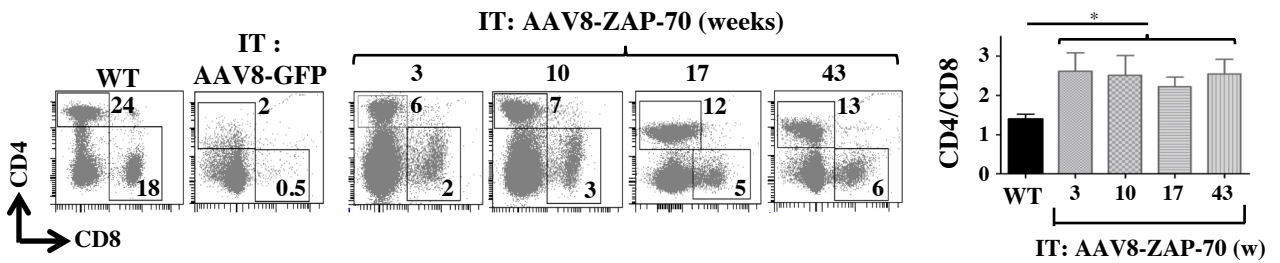 IT: AAV8-ZAP-70 (weeks)
IT :
WT AAV8-GFP 3 10 17 43
24 2 6 7 12 13
18 0.5 2 3 5 6
CD4
CD8
*
CD4/CD8
3
2
1
0
WT 3 10 17 43
IT: AAV8-ZAP-70 (w)